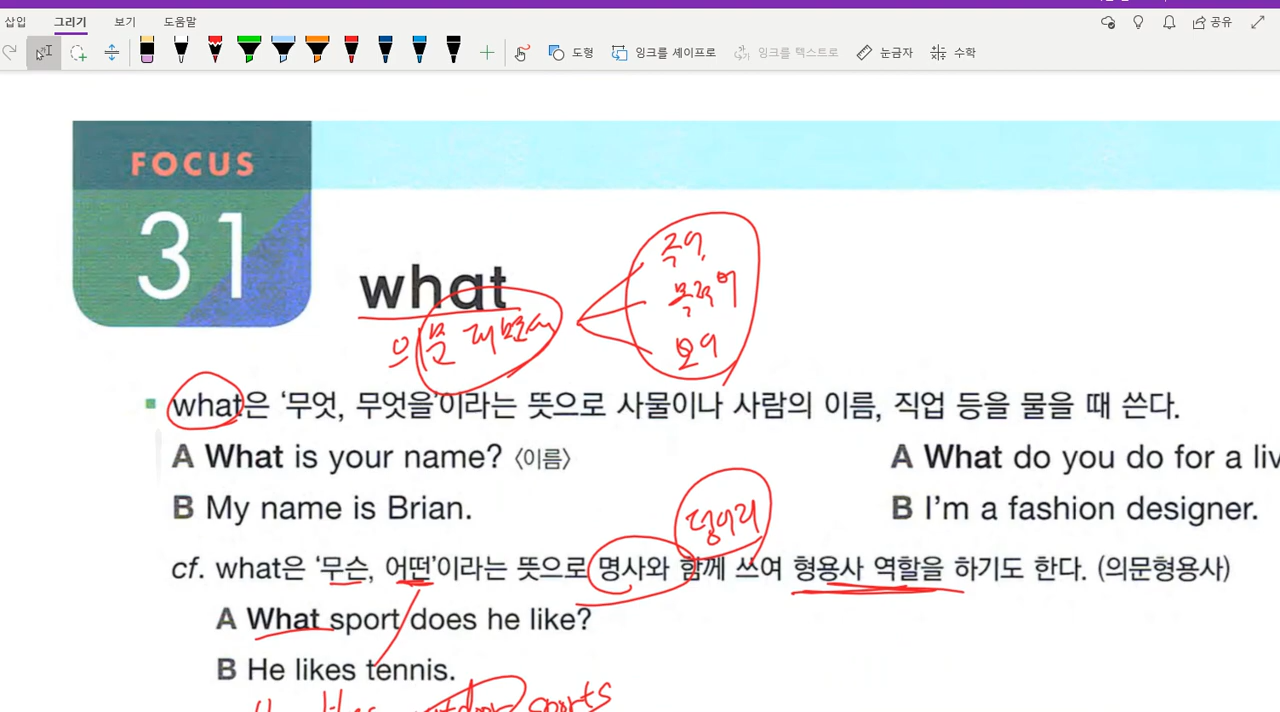 삽입 그리기 보기 도움말 공유
도형 잉크를 셰이프로 잉크를 텍스트로 눈금자 수학
FOCUS
31
what
의문 대명사
주어
목적어
보어
what은 ‘무엇, 무엇을’이라는 뜻으로 사물이나 사람의 이름, 직업 등을 물을 때 쓴다.
A What is your name? 〈이름〉
B My name is Brian.
A What do you do for a liv
B I’m a fashion designer.
덩어리
cf. what은 ‘무슨, 어떤’이라는 뜻으로 명사와 함께 쓰여 형용사 역할을 하기도 한다. (의문형용사)
A What sport does he like?
B He likes tennis.
likes outdoor sports